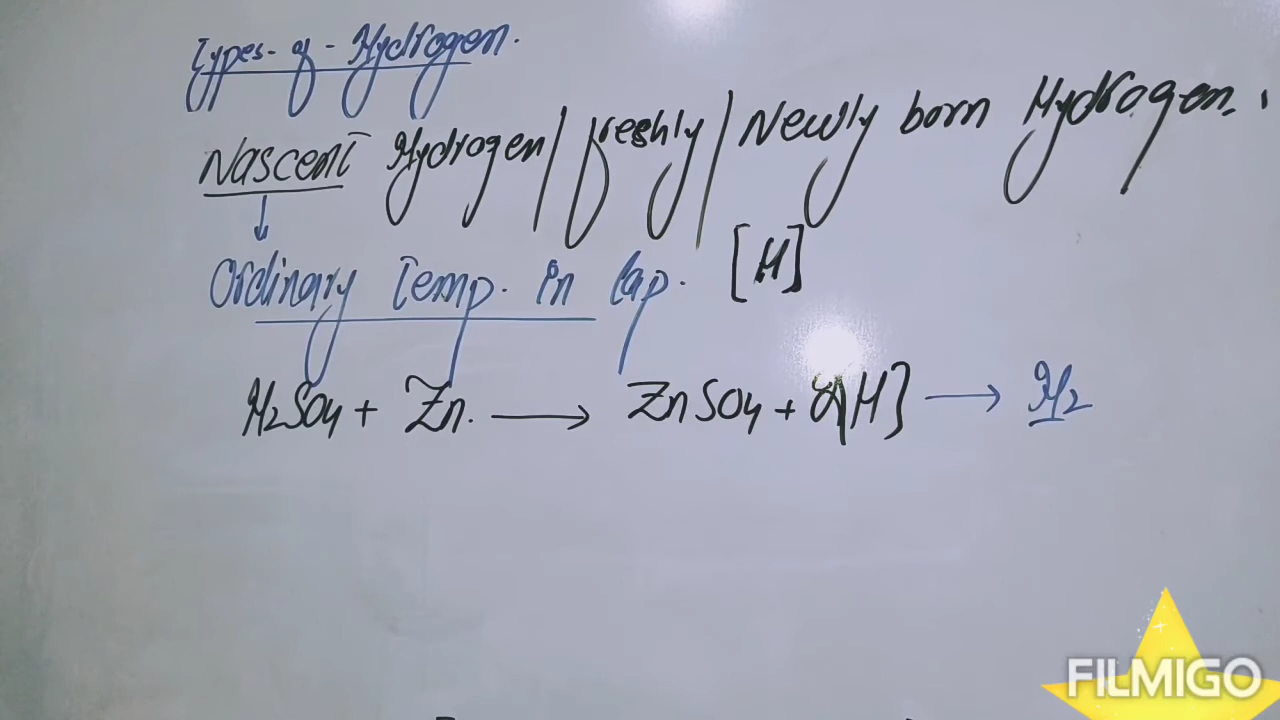 Types-of-Hydrogen.
Nascent Hydrogen/freshly/Newly born Hydrogen.
Ordinary Temp. in Lap. [H]
H2SO4 + Zn. → ZnSO4 + 2[H] → H2
FILMIGO